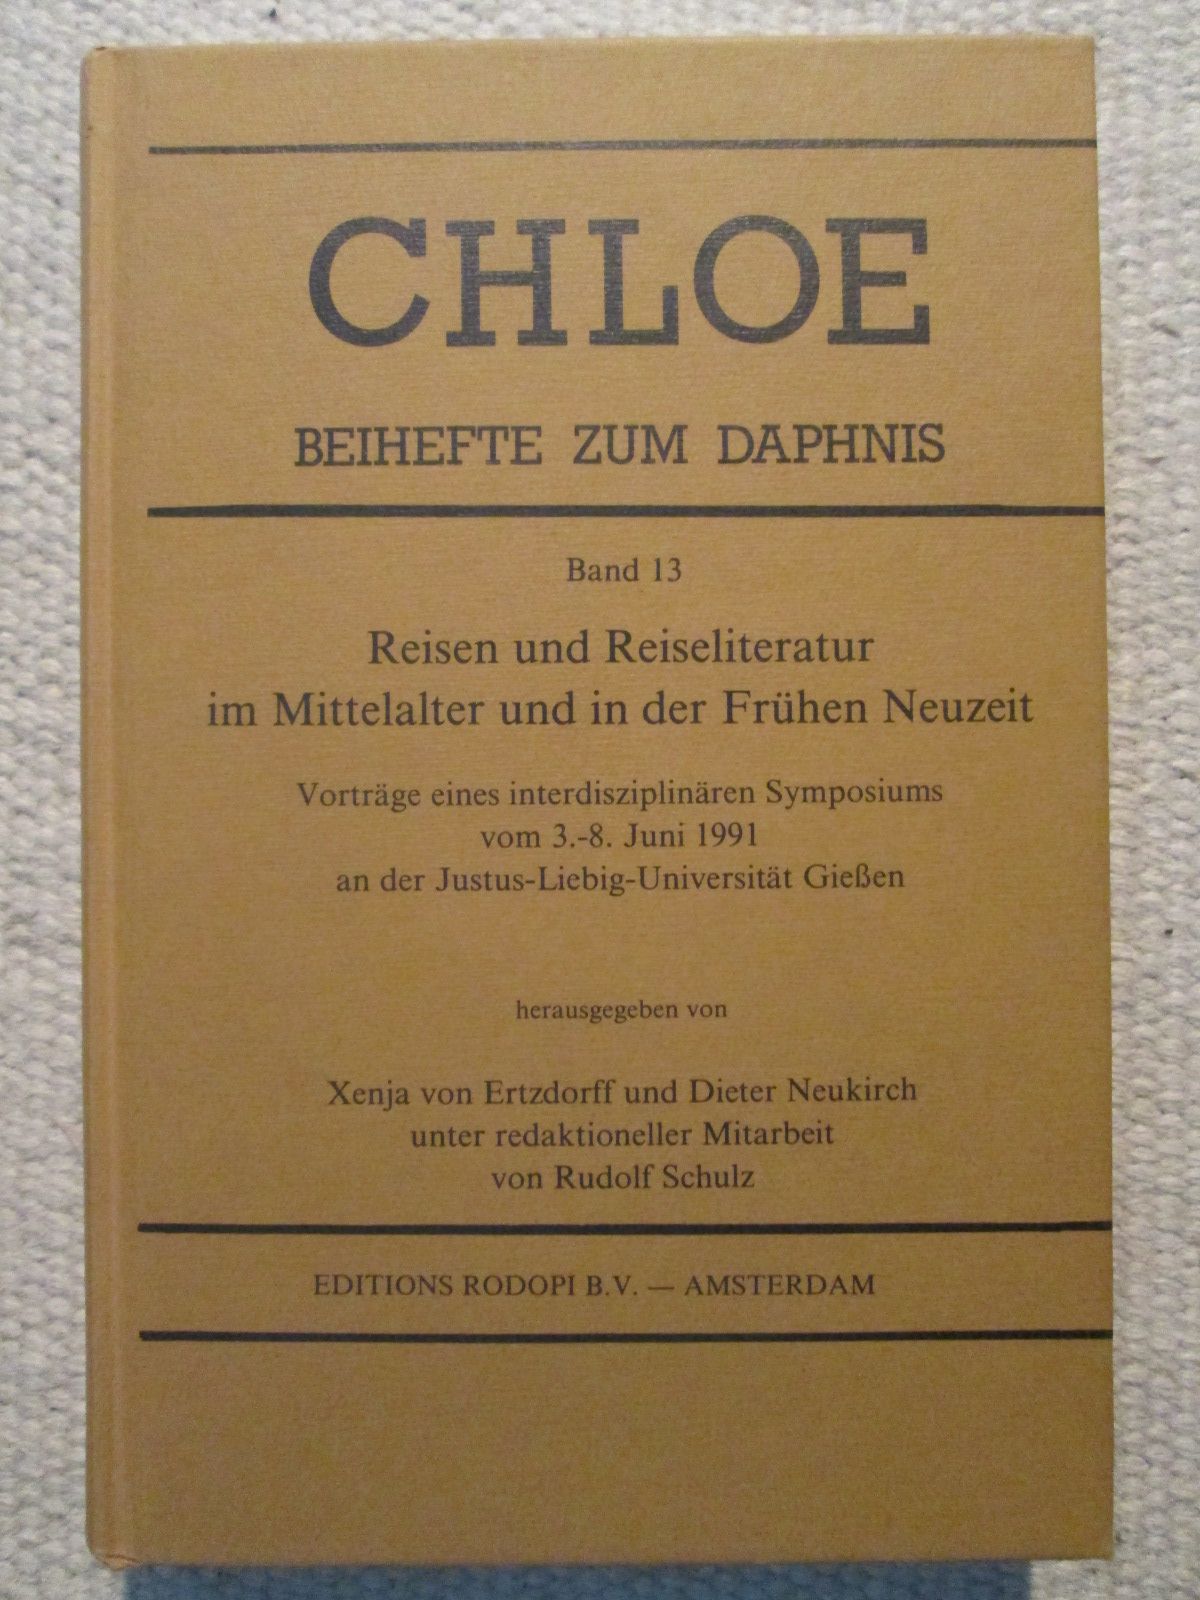 CHLOE
BEIHEFTE ZUM DAPHNIS
Band 13
Reisen und Reiseliteratur
im Mittelalter und in der Frühen Neuzeit
Vorträge eines interdisziplinären Symposiums
vom 3.-8. Juni 1991
an der Justus-Liebig-Universität Gießen
herausgegeben von
Xenja von Ertzdorff und Dieter Neukirch
unter redaktioneller Mitarbeit
von Rudolf Schulz
EDITIONS RODOPI B.V. — AMSTERDAM